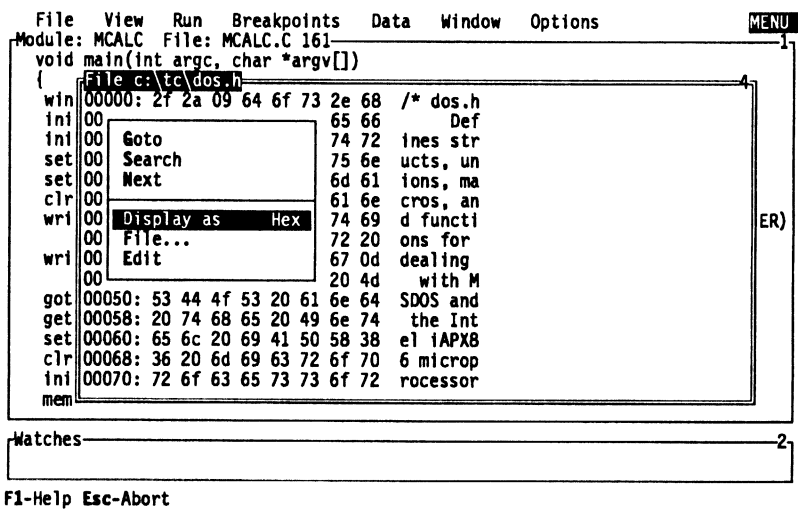 File View Run Breakpoints Data Window Options MENU
Module: MCALC File: MCALC.C 161 1
void main(int argc, char *argv[])
{ File c:\tc\dos.h 4
win 00000: 2f 2a 09 64 6f 73 2e 68 /* dos.h
ini 00 65 66 Def
ini 00 Goto 74 72 ines str
set 00 Search 75 6e ucts, un
set 00 Next 6d 61 ions, ma
clr 00 61 6e cros, an
wri 00 Display as Hex 74 69 d functi ER)
00 File... 72 20 ons for
wri 00 Edit 67 0d dealing
00 20 4d with M
got 00050: 53 44 4f 53 20 61 6e 64 SDOS and
get 00058: 20 74 68 65 20 49 6e 74 the Int
set 00060: 65 6c 20 69 41 50 58 38 el iAPX8
clr 00068: 36 20 6d 69 63 72 6f 70 6 microp
ini 00070: 72 6f 63 65 73 73 6f 72 rocessor
mem
Watches 2
F1-Help Esc-Abort